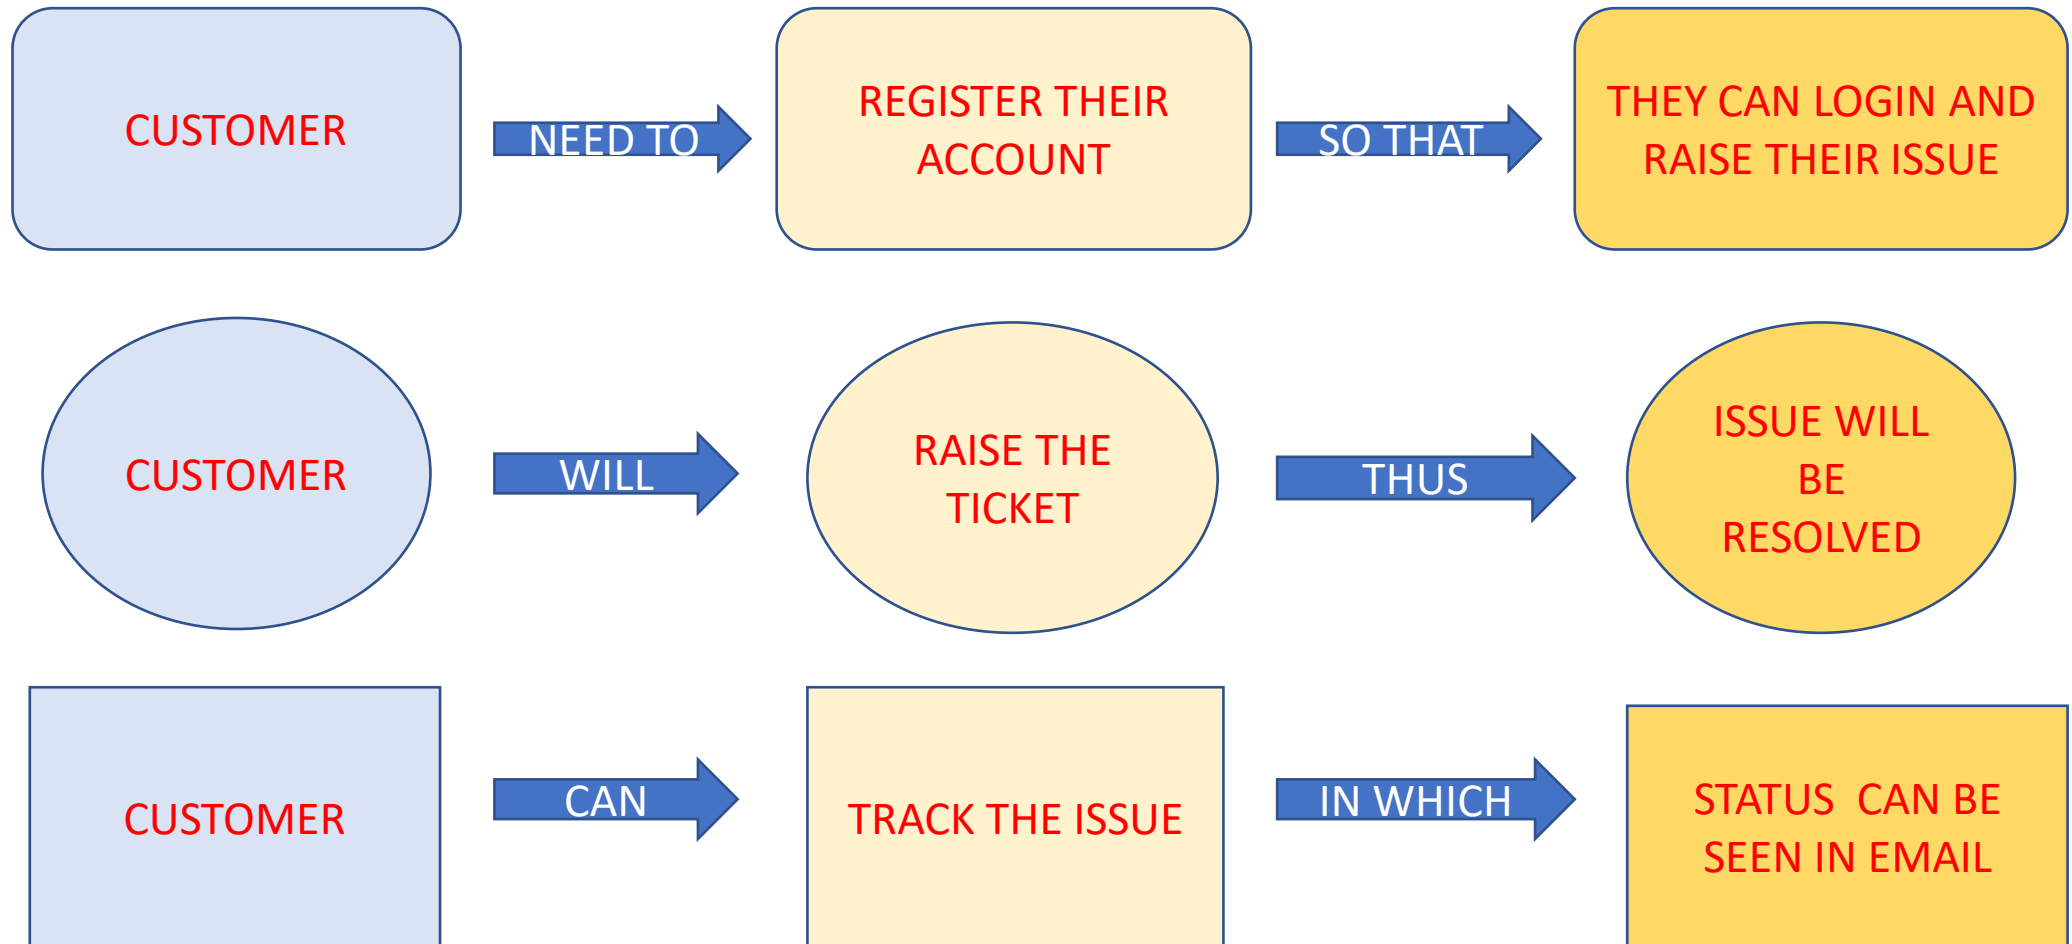 CUSTOMER
NEED TO
REGISTER THEIR
ACCOUNT
SO THAT
THEY CAN LOGIN AND
RAISE THEIR ISSUE
CUSTOMER
WILL
RAISE THE
TICKET
THUS
ISSUE WILL
BE
RESOLVED
CUSTOMER
CAN
TRACK THE ISSUE
IN WHICH
STATUS  CAN BE
SEEN IN EMAIL